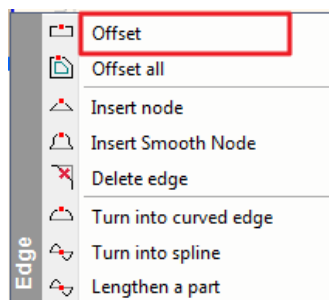 Offset
Offset all
Insert node
Insert Smooth Node
Delete edge
Turn into curved edge
Turn into spline
Lengthen a part
Edge